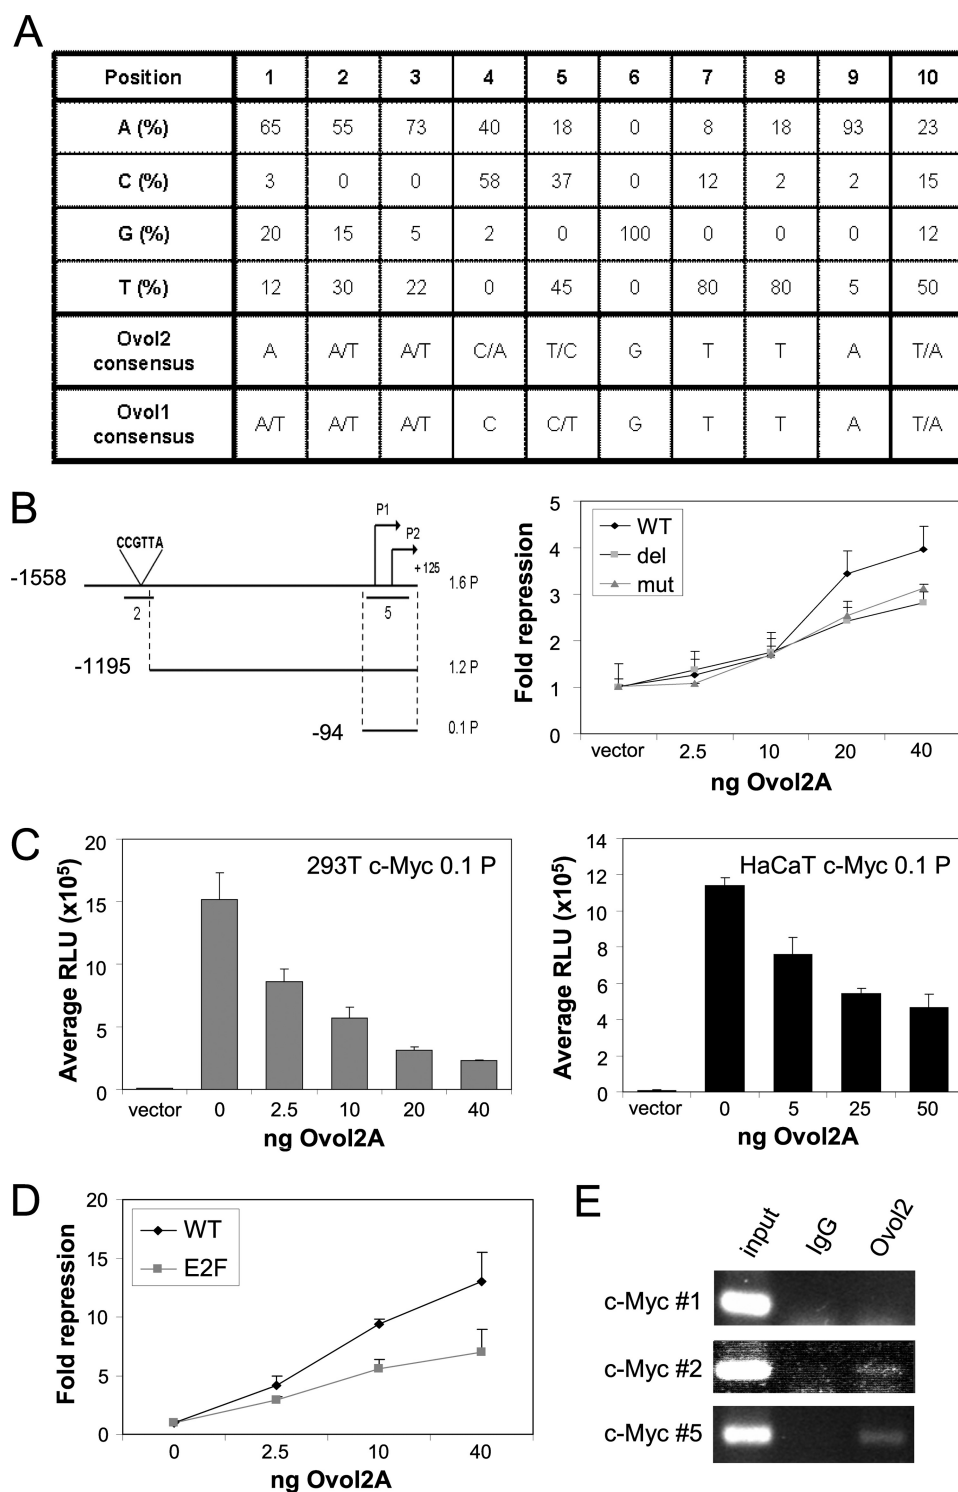 A
Position 1 2 3 4 5 6 7 8 9 10
A (%) 65 55 73 40 18 0 8 18 93 23
C (%) 3 0 0 58 37 0 12 2 2 15
G (%) 20 15 5 2 0 100 0 0 0 12
T (%) 12 30 22 0 45 0 80 80 5 50
Ovol2 consensus A A/T A/T C/A T/C G T T A T/A
Ovol1 consensus A/T A/T A/T C C/T G T T A T/A
B
CCGTTA
P1
P2
+125
-1558
1.6 P
2
5
-1195
1.2 P
-94
0.1 P
5
4
3
2
1
0
Fold repression
WT
del
mut
vector 2.5 10 20 40
ng Ovol2A
C
20
15
10
5
0
Average RLU (x10⁵)
293T c-Myc 0.1 P
vector 0 2.5 10 20 40
ng Ovol2A
14
12
10
8
6
4
2
0
Average RLU (x10⁵)
HaCaT c-Myc 0.1 P
vector 0 5 25 50
ng Ovol2A
D
20
15
10
5
0
Fold repression
WT
E2F
0 2.5 10 40
ng Ovol2A
E
input IgG Ovol2
c-Myc #1
c-Myc #2
c-Myc #5